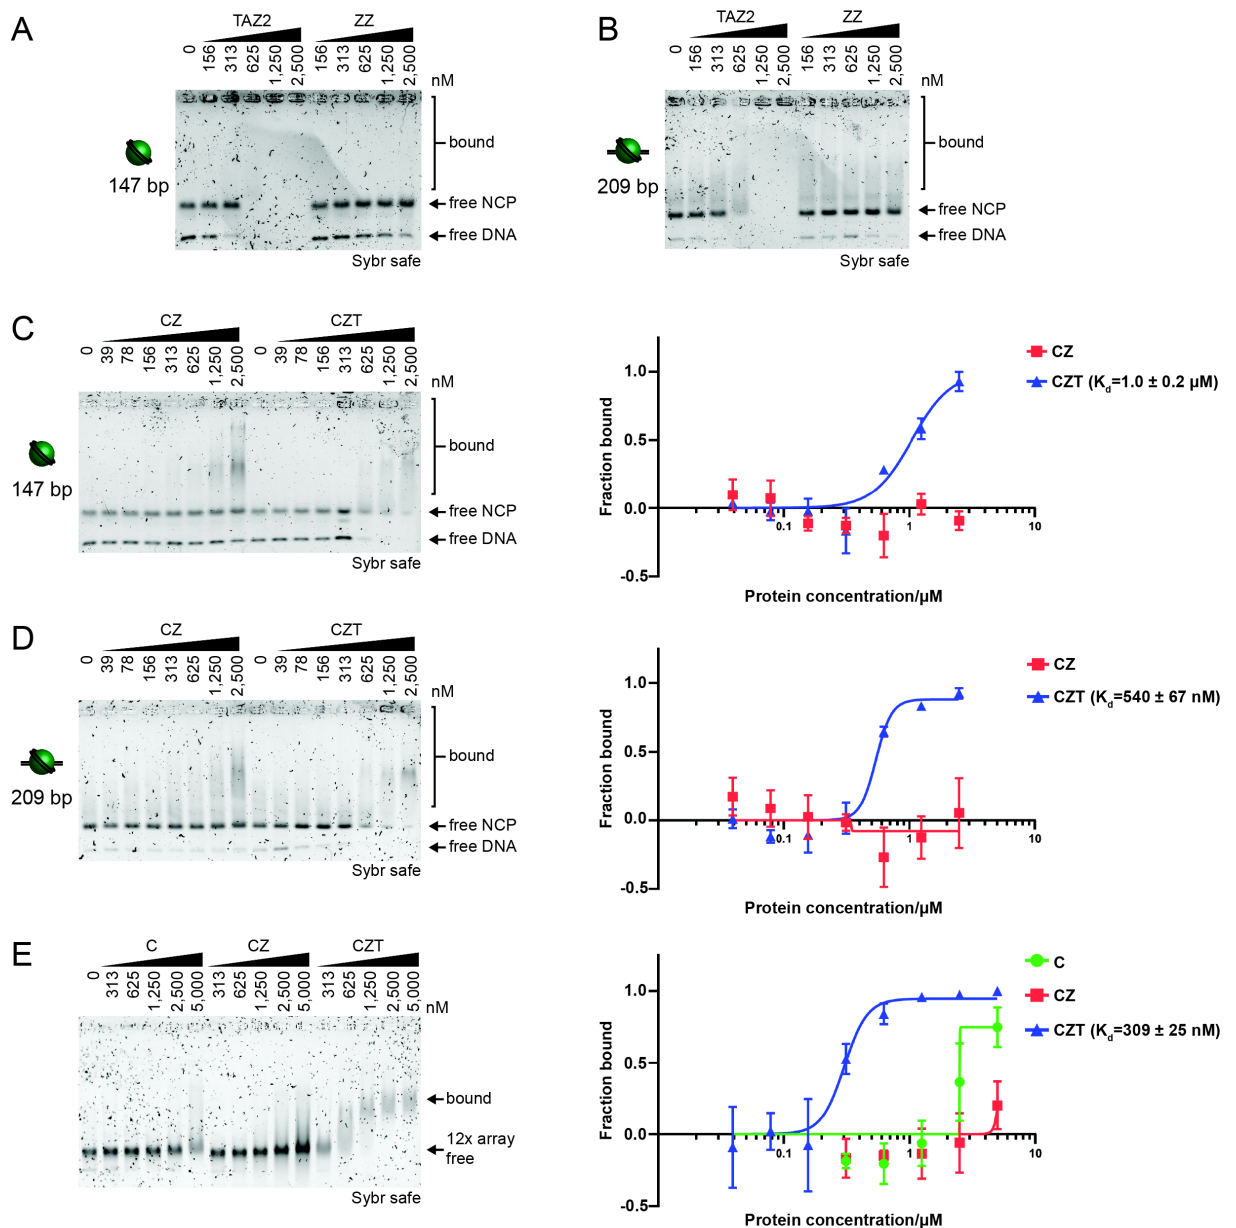 A
TAZ2 ZZ
0 156 313 625 1,250 2,500 156 313 625 1,250 2,500 nM
147 bp
bound
free NCP
free DNA
Sybr safe
B
TAZ2 ZZ
0 156 313 625 1,250 2,500 156 313 625 1,250 2,500 nM
209 bp
bound
free NCP
free DNA
Sybr safe
C
CZ CZT
0 39 78 156 313 625 1,250 2,500 0 39 78 156 313 625 1,250 2,500 nM
147 bp
bound
free NCP
free DNA
Sybr safe
Fraction bound
1.0
0.5
0.0
-0.5
0.1 1 10
Protein concentration/µM
CZ
CZT (Kd=1.0 ± 0.2 µM)
D
CZ CZT
0 39 78 156 313 625 1,250 2,500 0 39 78 156 313 625 1,250 2,500 nM
209 bp
bound
free NCP
free DNA
Sybr safe
Fraction bound
1.0
0.5
0.0
-0.5
0.1 1 10
Protein concentration/µM
CZ
CZT (Kd=540 ± 67 nM)
E
C CZ CZT
0 313 625 1,250 2,500 5,000 313 625 1,250 2,500 5,000 313 625 1,250 2,500 5,000 nM
bound
12x array
free
Sybr safe
Fraction bound
1.0
0.5
0.0
-0.5
0.1 1 10
Protein concentration/µM
C
CZ
CZT (Kd=309 ± 25 nM)